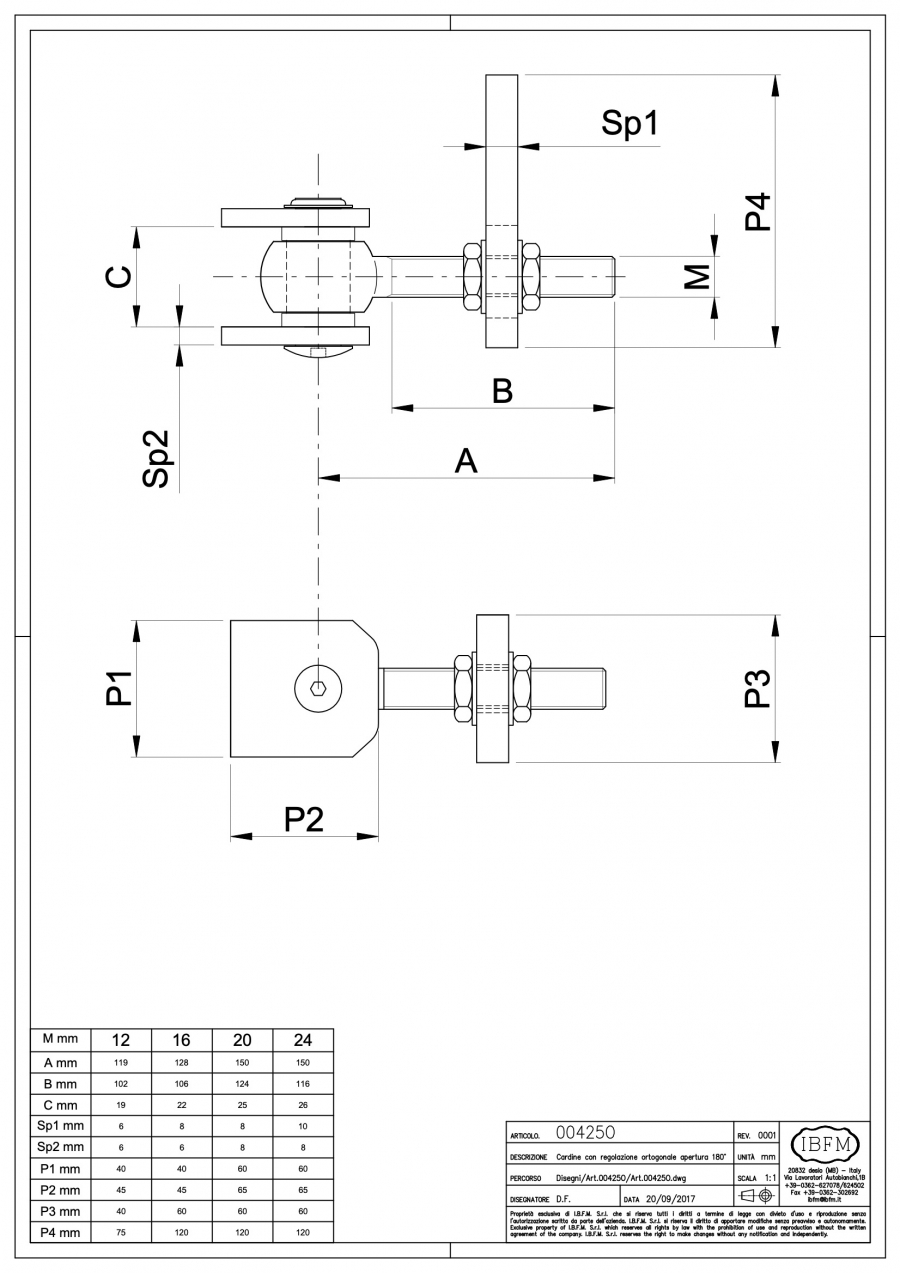 Sp1
P4
C
M
B
Sp2
A
P1
P3
P2
M mm 12 16 20 24
A mm 119 128 150 150
B mm 102 106 124 116
C mm 19 22 25 26
Sp1 mm 6 8 8 10
Sp2 mm 6 6 8 8
P1 mm 40 40 60 60
P2 mm 45 45 65 65
P3 mm 40 60 60 60
P4 mm 75 120 120 120
ARTICOLO. 004250 REV. 0001
DESCRIZIONE Cardine con regolazione ortogonale apertura 180° UNITÀ mm
PERCORSO Disegni/Art.004250/Art.004250.dwg SCALA 1:1
DISEGNATORE D.F. DATA 20/09/2017
IBFM
20832 desio (MB) – Italy
Via Lavoratori Autobianchi,1B
+39-0362-627078/624502
Fax +39-0362-302692
ibfm@ibfm.it
Proprietà esclusiva di I.B.F.M. S.r.l. che si riserva tutti i diritti a termine di legge con divieto d'uso e riproduzione senza
l'autorizzazione scritta da parte dell'azienda. I.B.F.M. S.r.l. si riserva il diritto di apportare modifiche senza preavviso e autonomamente.
Exclusive property of I.B.F.M. S.r.l. which reserves all rights by law with the prohibition of use and reproduction without the written
agreement of the company. I.B.F.M. S.r.l. reserves the right to make changes without any notification and independently.